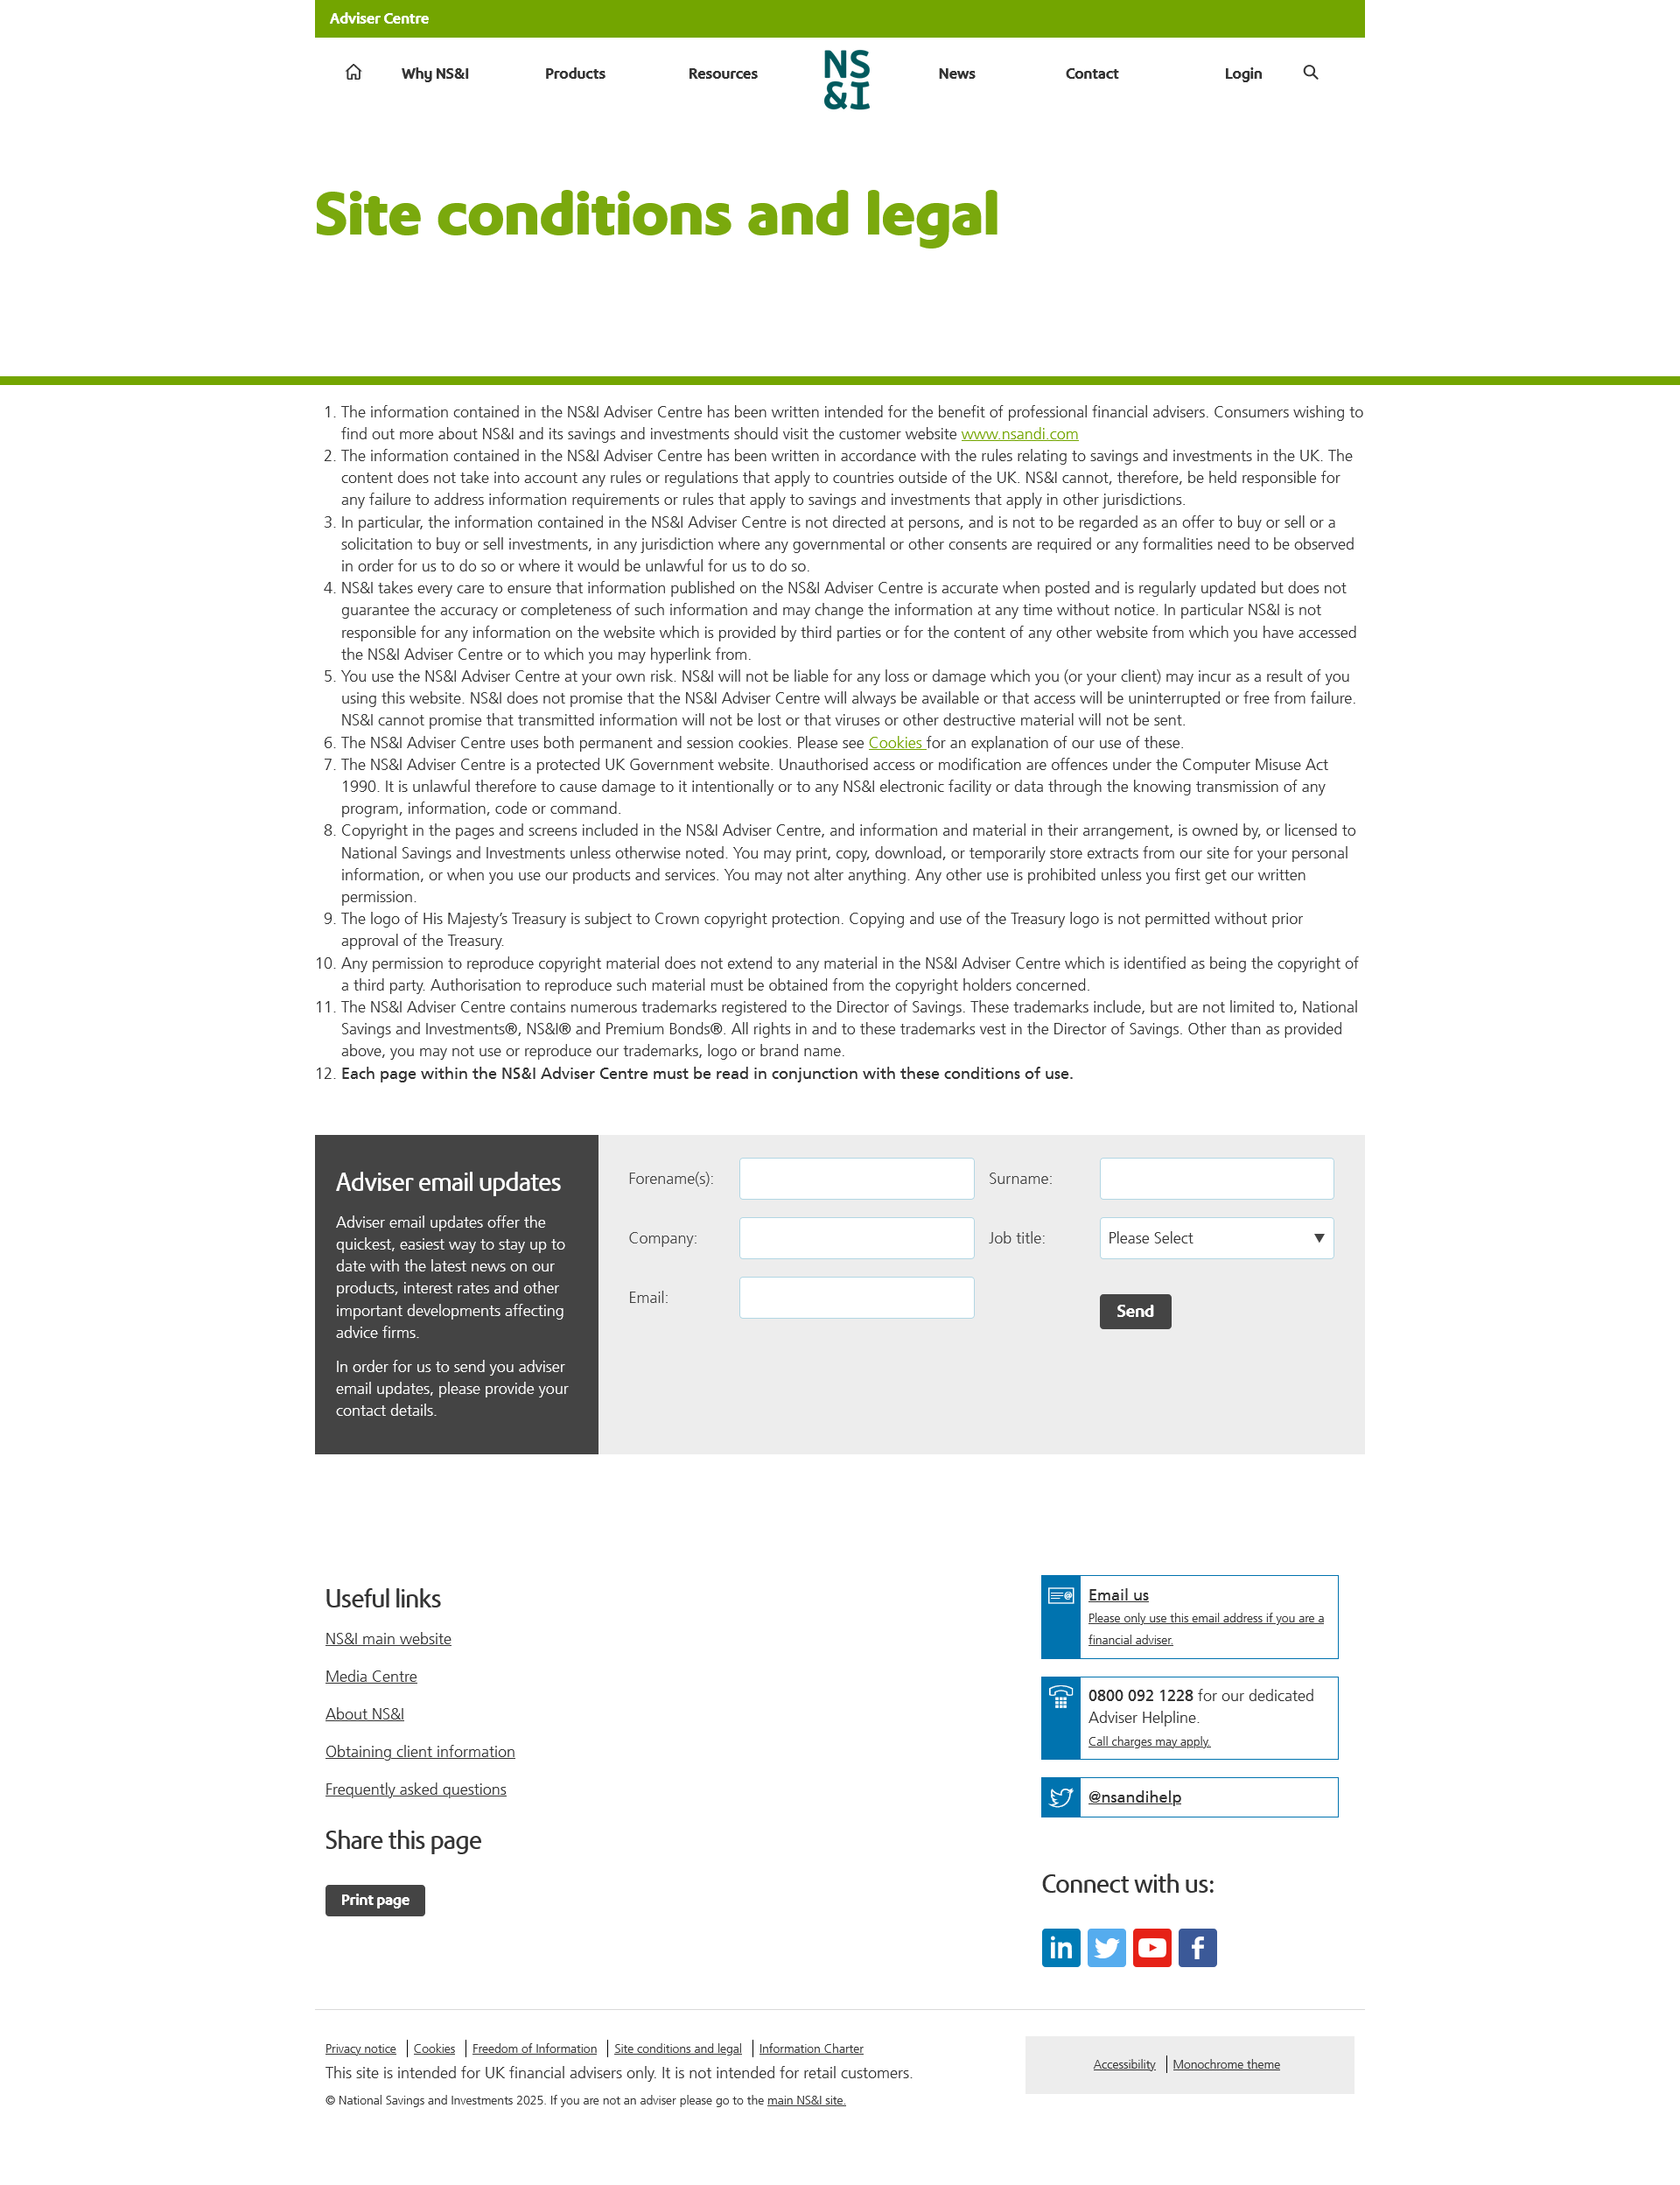 Adviser Centre
Why NS&I
Products
Resources
NS
&I
News
Contact
Login
Site conditions and legal
1. The information contained in the NS&I Adviser Centre has been written intended for the benefit of professional financial advisers. Consumers wishing to
find out more about NS&I and its savings and investments should visit the customer website www.nsandi.com
2. The information contained in the NS&I Adviser Centre has been written in accordance with the rules relating to savings and investments in the UK. The
content does not take into account any rules or regulations that apply to countries outside of the UK. NS&I cannot, therefore, be held responsible for
any failure to address information requirements or rules that apply to savings and investments that apply in other jurisdictions.
3. In particular, the information contained in the NS&I Adviser Centre is not directed at persons, and is not to be regarded as an offer to buy or sell or a
solicitation to buy or sell investments, in any jurisdiction where any governmental or other consents are required or any formalities need to be observed
in order for us to do so or where it would be unlawful for us to do so.
4. NS&I takes every care to ensure that information published on the NS&I Adviser Centre is accurate when posted and is regularly updated but does not
guarantee the accuracy or completeness of such information and may change the information at any time without notice. In particular NS&I is not
responsible for any information on the website which is provided by third parties or for the content of any other website from which you have accessed
the NS&I Adviser Centre or to which you may hyperlink from.
5. You use the NS&I Adviser Centre at your own risk. NS&I will not be liable for any loss or damage which you (or your client) may incur as a result of you
using this website. NS&I does not promise that the NS&I Adviser Centre will always be available or that access will be uninterrupted or free from failure.
NS&I cannot promise that transmitted information will not be lost or that viruses or other destructive material will not be sent.
6. The NS&I Adviser Centre uses both permanent and session cookies. Please see Cookies for an explanation of our use of these.
7. The NS&I Adviser Centre is a protected UK Government website. Unauthorised access or modification are offences under the Computer Misuse Act
1990. It is unlawful therefore to cause damage to it intentionally or to any NS&I electronic facility or data through the knowing transmission of any
program, information, code or command.
8. Copyright in the pages and screens included in the NS&I Adviser Centre, and information and material in their arrangement, is owned by, or licensed to
National Savings and Investments unless otherwise noted. You may print, copy, download, or temporarily store extracts from our site for your personal
information, or when you use our products and services. You may not alter anything. Any other use is prohibited unless you first get our written
permission.
9. The logo of His Majesty’s Treasury is subject to Crown copyright protection. Copying and use of the Treasury logo is not permitted without prior
approval of the Treasury.
10. Any permission to reproduce copyright material does not extend to any material in the NS&I Adviser Centre which is identified as being the copyright of
a third party. Authorisation to reproduce such material must be obtained from the copyright holders concerned.
11. The NS&I Adviser Centre contains numerous trademarks registered to the Director of Savings. These trademarks include, but are not limited to, National
Savings and Investments®, NS&I® and Premium Bonds®. All rights in and to these trademarks vest in the Director of Savings. Other than as provided
above, you may not use or reproduce our trademarks, logo or brand name.
12. Each page within the NS&I Adviser Centre must be read in conjunction with these conditions of use.
Adviser email updates
Adviser email updates offer the
quickest, easiest way to stay up to
date with the latest news on our
products, interest rates and other
important developments affecting
advice firms.
In order for us to send you adviser
email updates, please provide your
contact details.
Forename(s):
Surname:
Company:
Job title:
Please Select
Email:
Send
Useful links
NS&I main website
Media Centre
About NS&I
Obtaining client information
Frequently asked questions
Share this page
Print page
Email us
Please only use this email address if you are a
financial adviser.
0800 092 1228 for our dedicated
Adviser Helpline.
Call charges may apply.
@nsandihelp
Connect with us:
Privacy notice
Cookies
Freedom of Information
Site conditions and legal
Information Charter
This site is intended for UK financial advisers only. It is not intended for retail customers.
© National Savings and Investments 2025. If you are not an adviser please go to the main NS&I site.
Accessibility
Monochrome theme